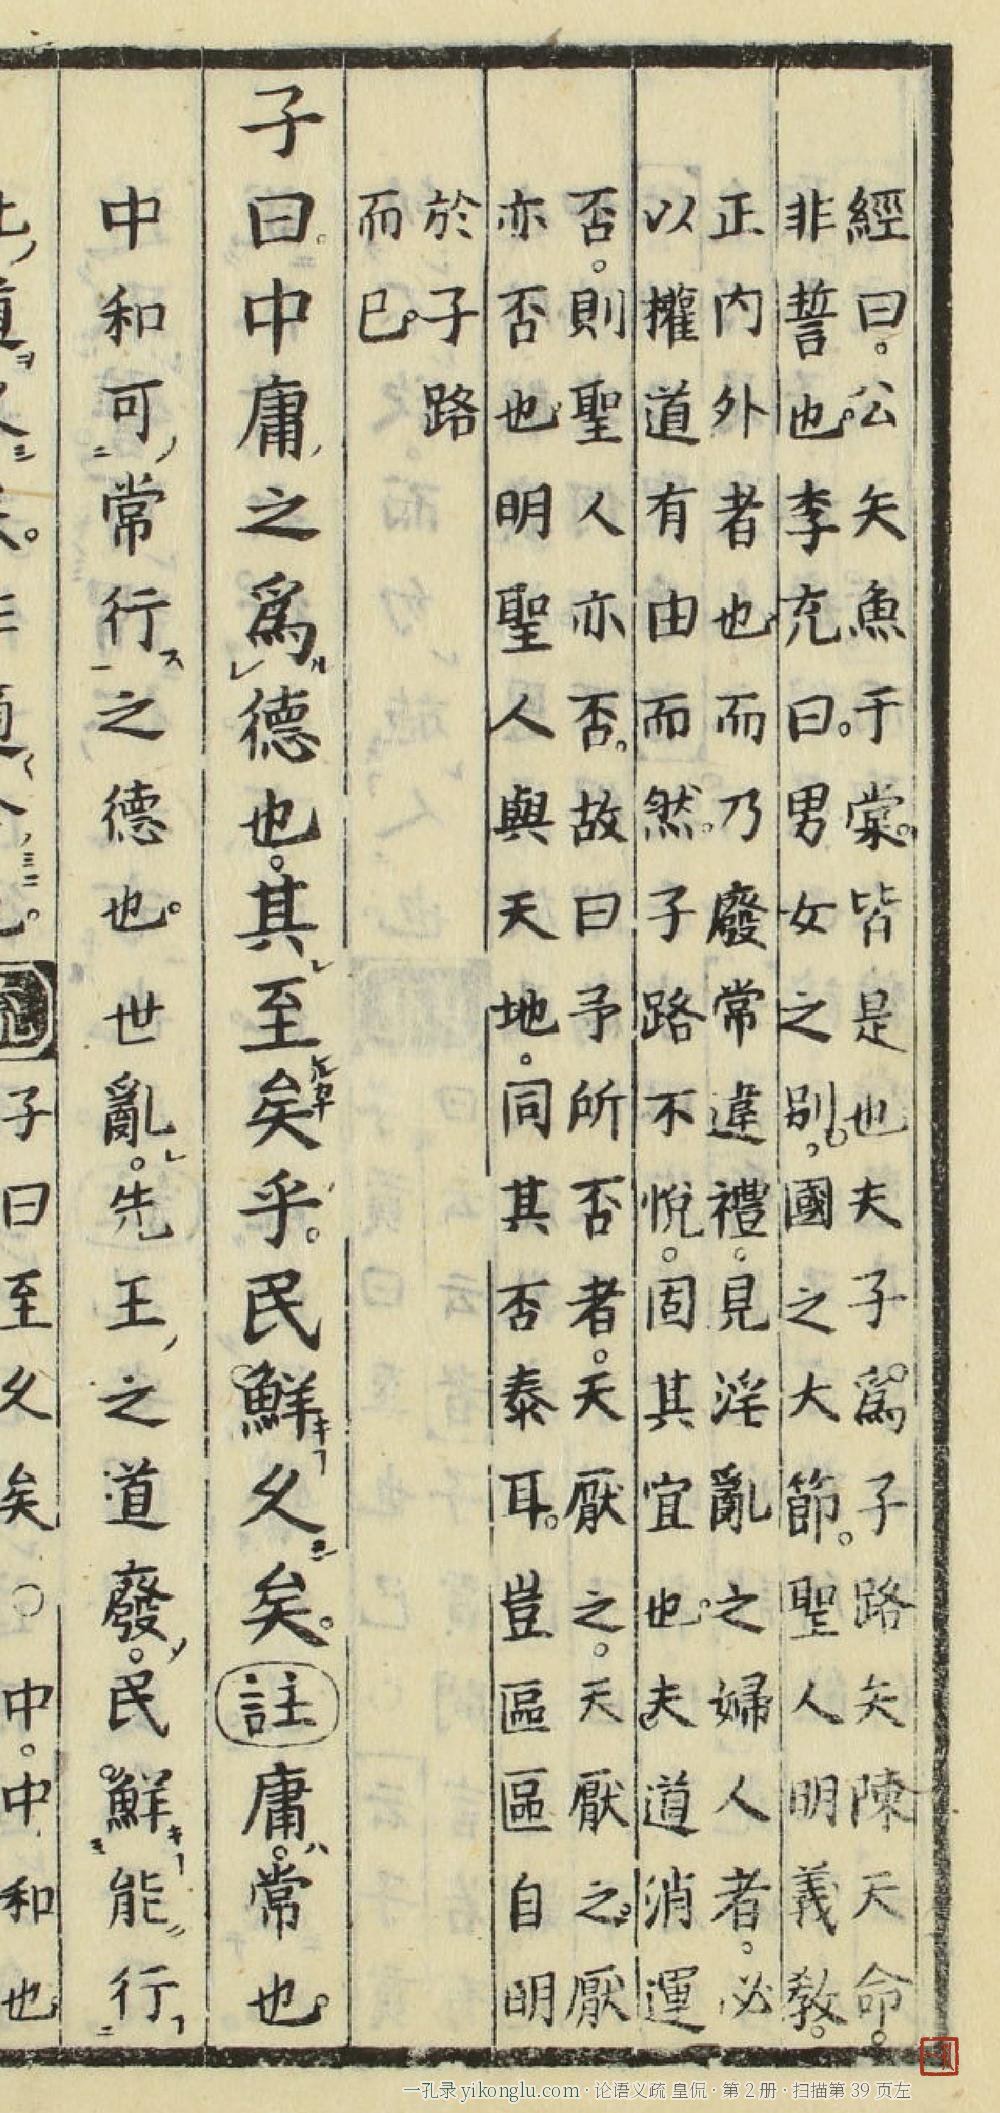 經曰公矢魚于棠皆是也夫子爲子路矢陳天命
非誓也李充曰男女之別國之大節聖人明義教
正内外者也而乃廢常違禮見淫亂之婦人者必
以權道有由而然子路不悅固其宜也夫道消運
否則聖人亦否故曰予所否者天厭之天厭之厭
亦否也明聖人與天地同其否泰耳豈區區自明
於子路
而已
子曰中庸之爲德也其至矣乎民鮮久矣註庸常也
中和可常行之德也世亂先王之道廢民鮮能行
子曰至久矣○中中和也
一孔录 yikonglu.com · 论语义疏 皇侃 · 第 2 册 · 扫描第 39 页左